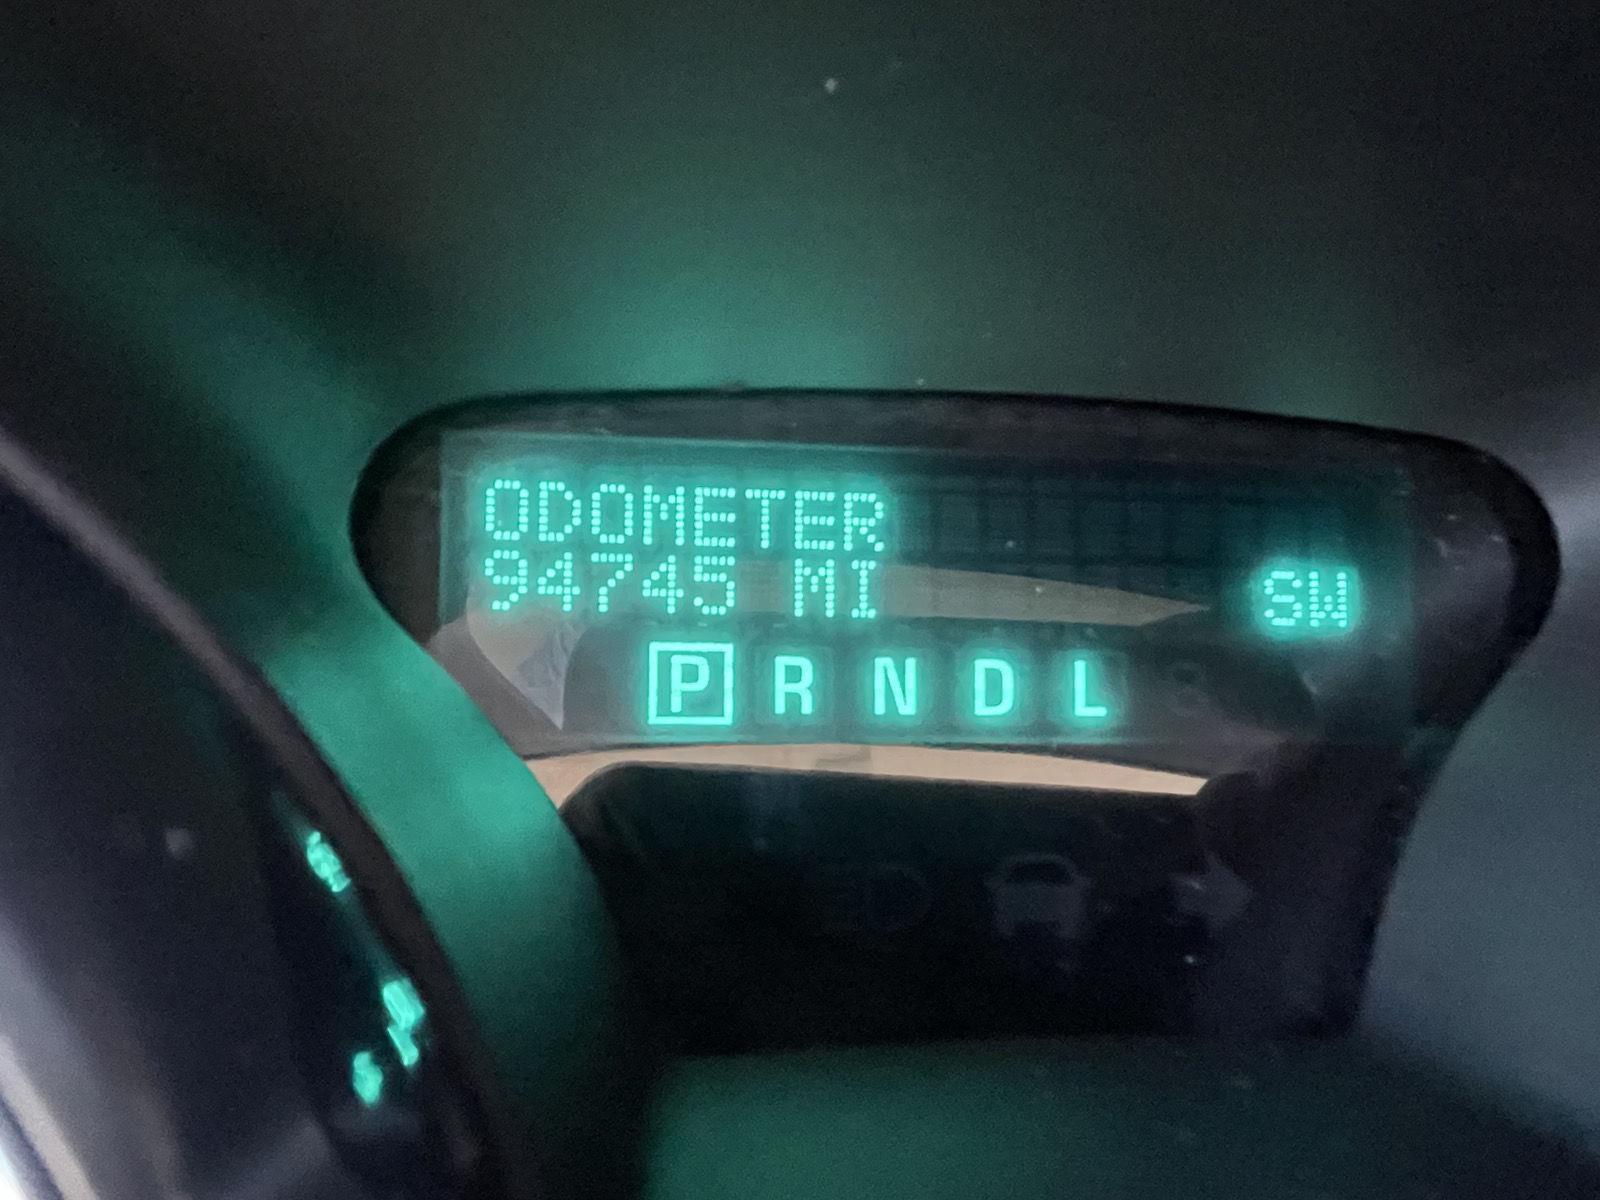 ODOMETER
94745 MI SW
P R N D L